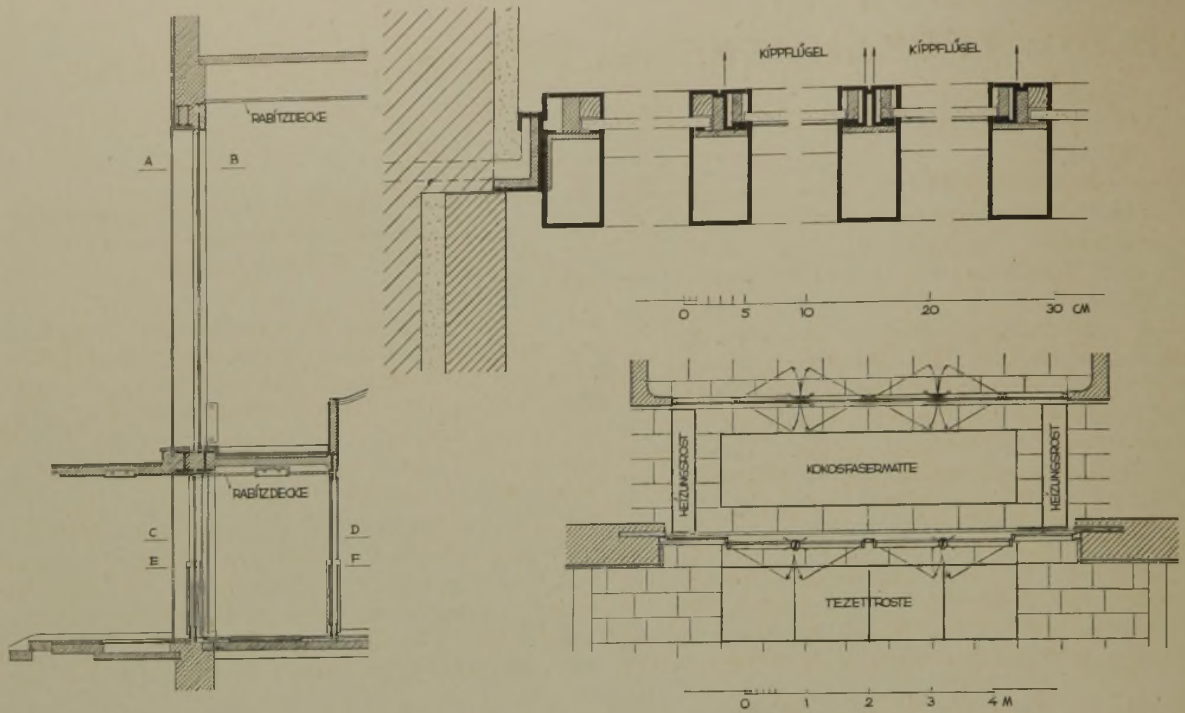 RABITZDECKE
A B
RABITZDECKE
C D
E F
KIPPFLÜGEL KIPPFLÜGEL
0 5 10 20 30 CM
HEIZUNGSROST
KOKOSFASERMATTE
HEIZUNGSROST
TEZETTROSTE
0 1 2 3 4 M